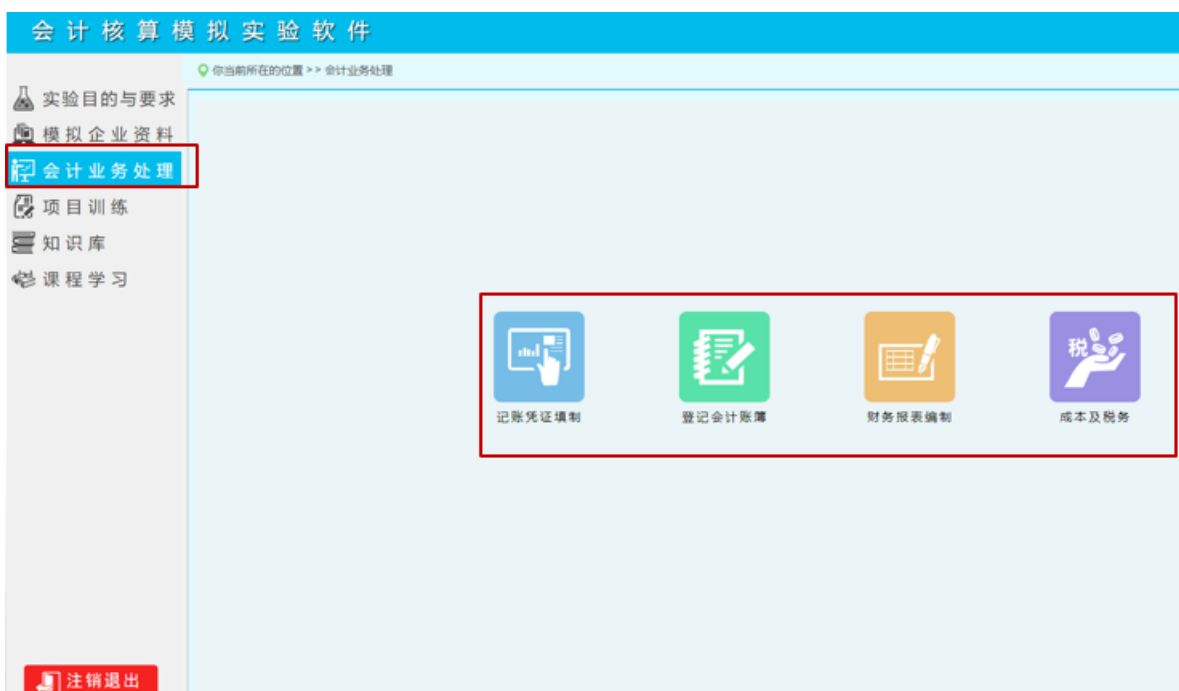 会计核算模拟实验软件
你当前所在的位置 >> 会计业务处理
实验目的与要求
模拟企业资料
会计业务处理
项目训练
知识库
课程学习
税
记账凭证填制
登记会计账簿
财务报表编制
成本及税务
注销退出